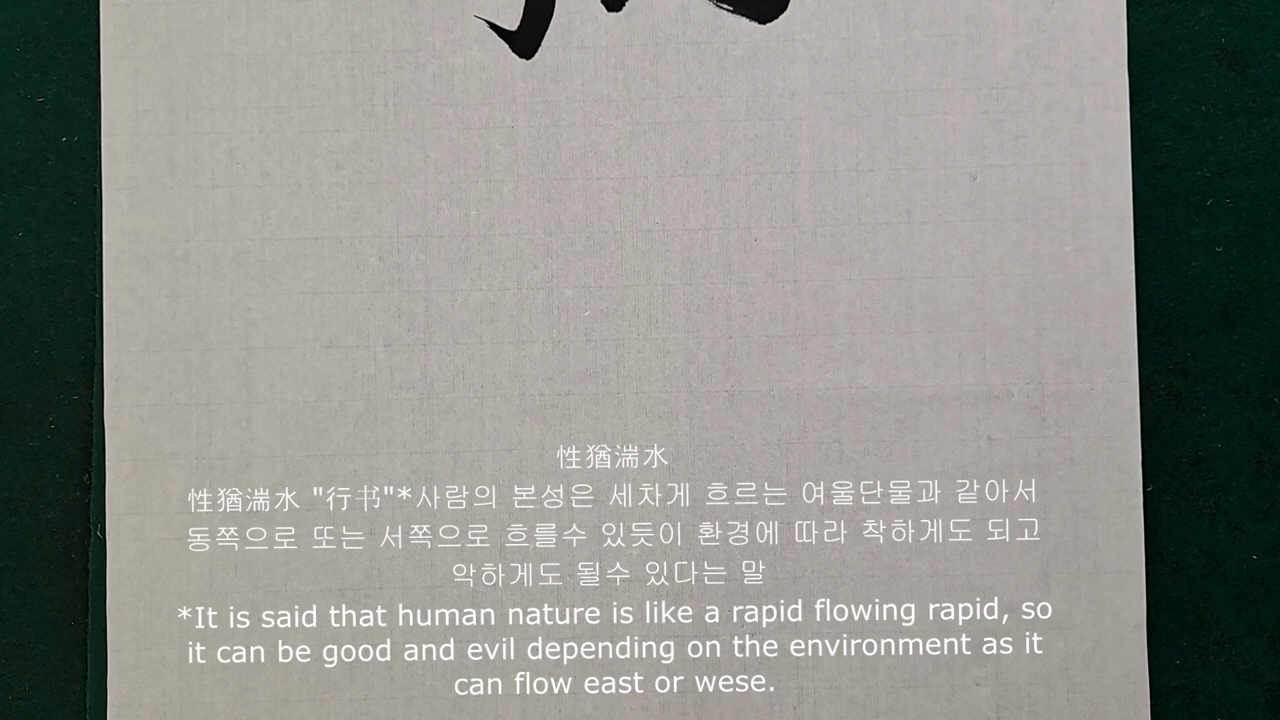 性猶湍水
性猶湍水 "行书"*사람의 본성은 세차게 흐르는 여울단물과 같아서
동쪽으로 또는 서쪽으로 흐를수 있듯이 환경에 따라 착하게도 되고
악하게도 될수 있다는 말
*It is said that human nature is like a rapid flowing rapid, so
it can be good and evil depending on the environment as it
can flow east or wese.